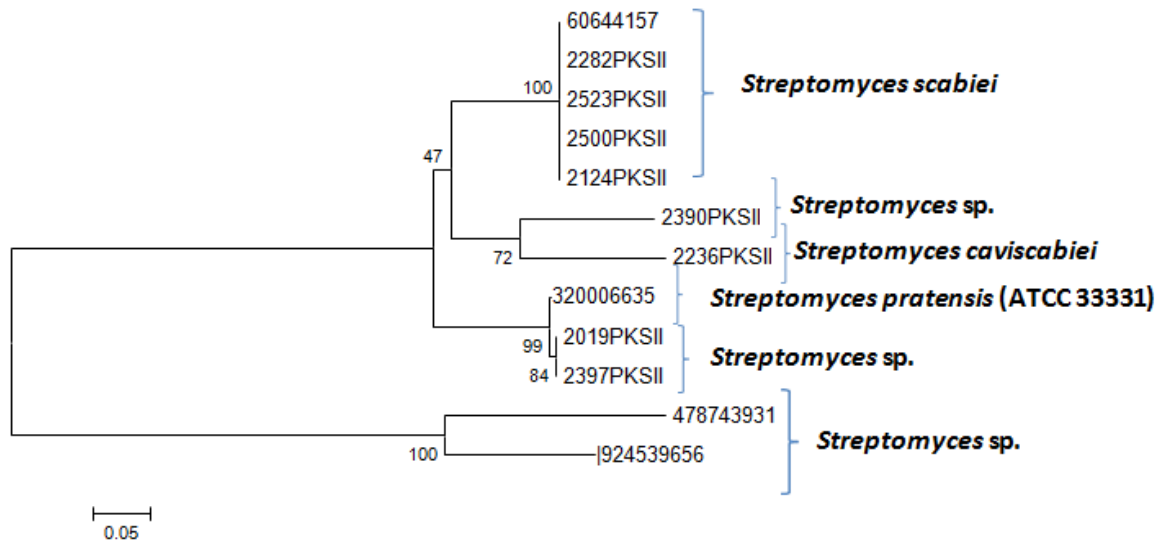 60644157
2282PKSII
100
2523PKSII
Streptomyces scabiei
2500PKSII
47
2124PKSII
2390PKSII
Streptomyces sp.
72
2236PKSII
Streptomyces caviscabiei
320006635
Streptomyces pratensis (ATCC 33331)
99
2019PKSII
Streptomyces sp.
84
2397PKSII
478743931
Streptomyces sp.
100
|924539656
0.05